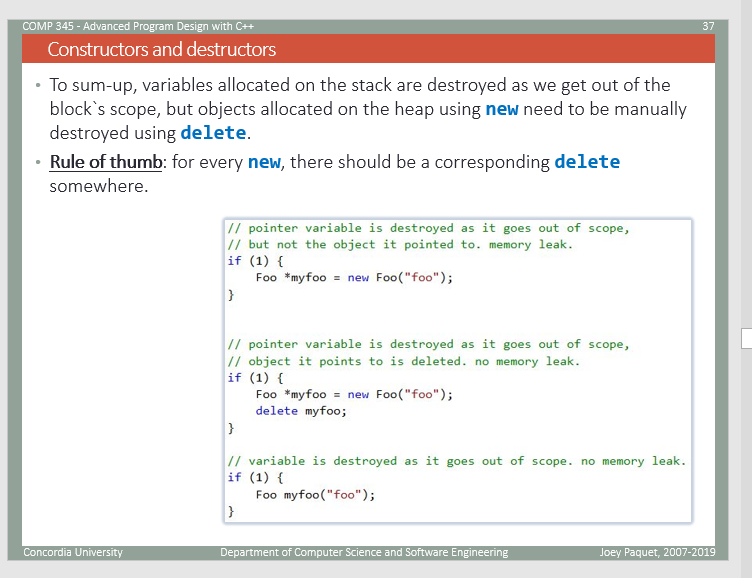 COMP 345 - Advanced Program Design with C++ 37
Constructors and destructors
• To sum-up, variables allocated on the stack are destroyed as we get out of the
block`s scope, but objects allocated on the heap using new need to be manually
destroyed using delete.
• Rule of thumb: for every new, there should be a corresponding delete
somewhere.
// pointer variable is destroyed as it goes out of scope,
// but not the object it pointed to. memory leak.
if (1) {
    Foo *myfoo = new Foo("foo");
}
// pointer variable is destroyed as it goes out of scope,
// object it points to is deleted. no memory leak.
if (1) {
    Foo *myfoo = new Foo("foo");
    delete myfoo;
}
// variable is destroyed as it goes out of scope. no memory leak.
if (1) {
    Foo myfoo("foo");
}
Concordia University Department of Computer Science and Software Engineering Joey Paquet, 2007-2019